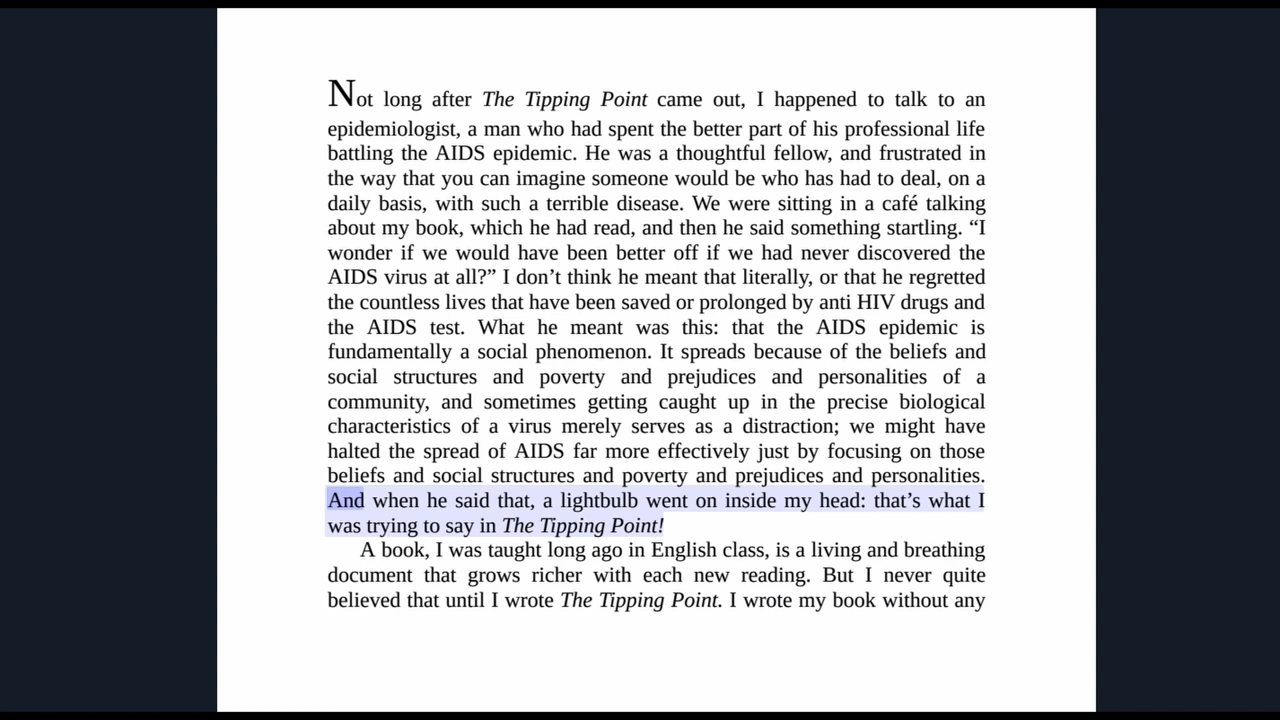 Not long after The Tipping Point came out, I happened to talk to an
epidemiologist, a man who had spent the better part of his professional life
battling the AIDS epidemic. He was a thoughtful fellow, and frustrated in
the way that you can imagine someone would be who has had to deal, on a
daily basis, with such a terrible disease. We were sitting in a café talking
about my book, which he had read, and then he said something startling. “I
wonder if we would have been better off if we had never discovered the
AIDS virus at all?” I don’t think he meant that literally, or that he regretted
the countless lives that have been saved or prolonged by anti HIV drugs and
the AIDS test. What he meant was this: that the AIDS epidemic is
fundamentally a social phenomenon. It spreads because of the beliefs and
social structures and poverty and prejudices and personalities of a
community, and sometimes getting caught up in the precise biological
characteristics of a virus merely serves as a distraction; we might have
halted the spread of AIDS far more effectively just by focusing on those
beliefs and social structures and poverty and prejudices and personalities.
And when he said that, a lightbulb went on inside my head: that’s what I
was trying to say in The Tipping Point!
A book, I was taught long ago in English class, is a living and breathing
document that grows richer with each new reading. But I never quite
believed that until I wrote The Tipping Point. I wrote my book without any